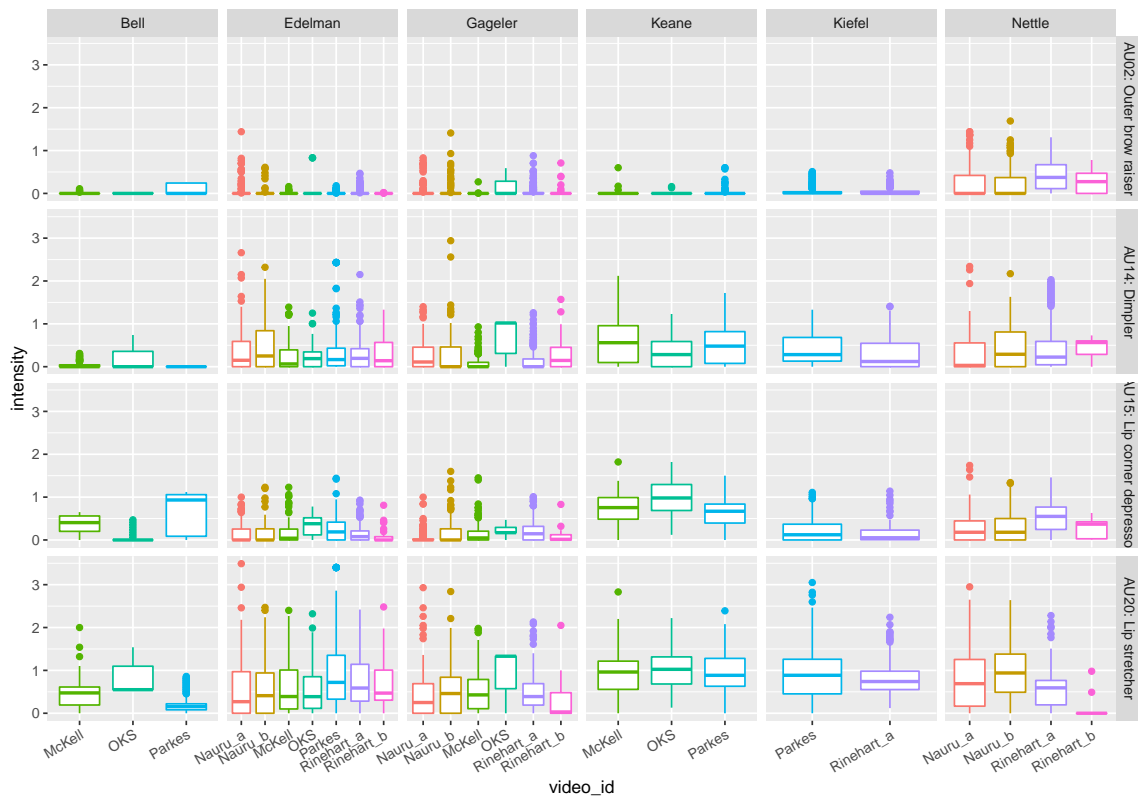 Bell Edelman Gageler Keane Kiefel Nettle
AU02: Outer brow raiser
0 1 2 3
AU14: Dimpler
0 1 2 3
AU15: Lip corner depresso
0 1 2 3
AU20: Lip stretcher
0 1 2 3
intensity
McKell OKS Parkes
Nauru_a Nauru_b McKell OKS Parkes Rinehart_a Rinehart_b
Nauru_a Nauru_b McKell OKS Rinehart_a Rinehart_b
McKell OKS Parkes
Parkes Rinehart_a
Nauru_a Nauru_b Rinehart_a Rinehart_b
video_id